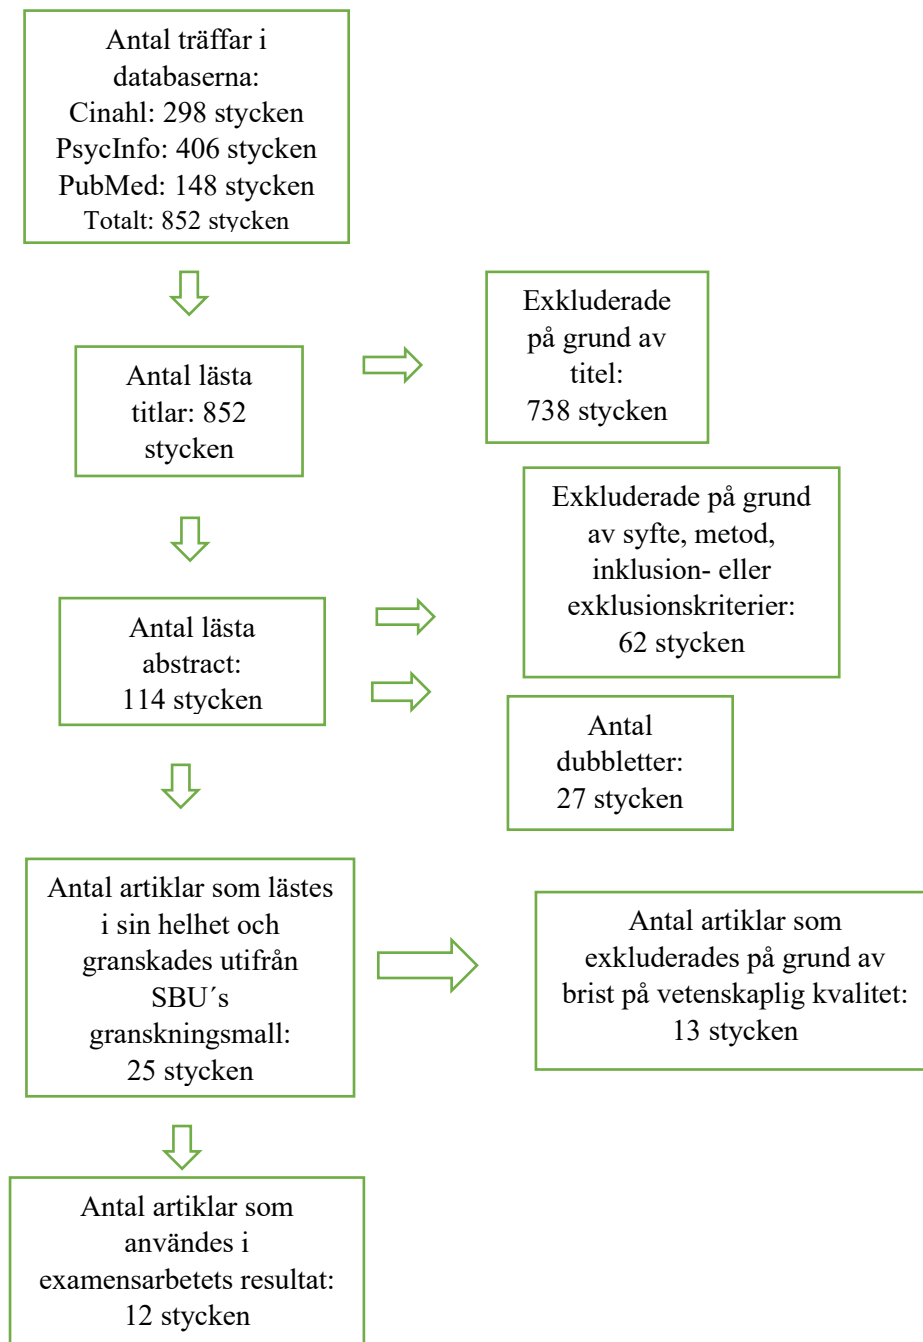 Antal träffar i
databaserna:
Cinahl: 298 stycken
PsycInfo: 406 stycken
PubMed: 148 stycken
Totalt: 852 stycken
Exkluderade
på grund av
titel:
738 stycken
Antal lästa
titlar: 852
stycken
Exkluderade på grund
av syfte, metod,
inklusion- eller
exklusionskriterier:
62 stycken
Antal lästa
abstract:
114 stycken
Antal
dubbletter:
27 stycken
Antal artiklar som lästes
i sin helhet och
granskades utifrån
SBU´s
granskningsmall:
25 stycken
Antal artiklar som
exkluderades på grund av
brist på vetenskaplig kvalitet:
13 stycken
Antal artiklar som
användes i
examensarbetets resultat:
12 stycken